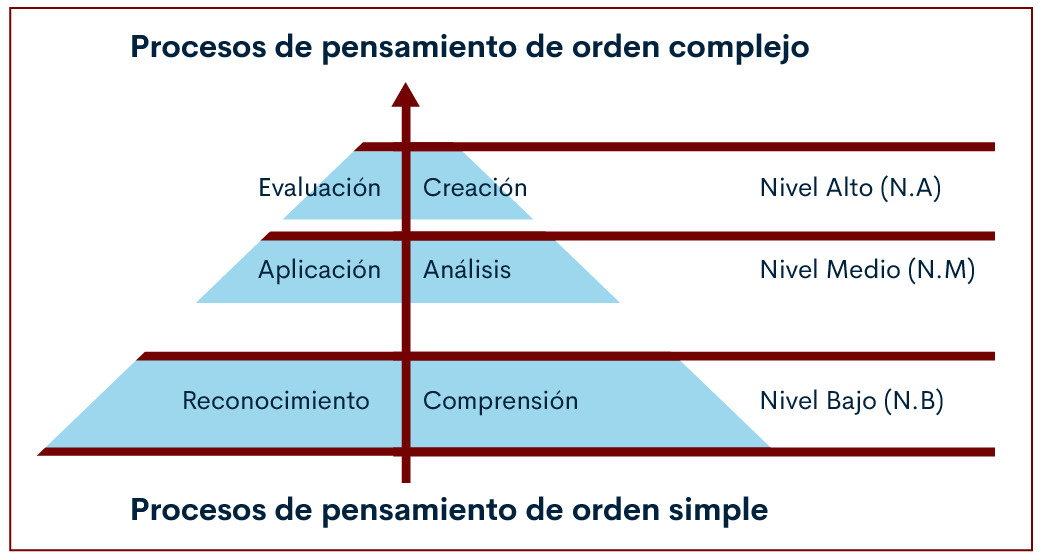 Procesos de pensamiento de orden complejo
Evaluación Creación Nivel Alto (N.A)
Aplicación Análisis Nivel Medio (N.M)
Reconocimiento Comprensión Nivel Bajo (N.B)
Procesos de pensamiento de orden simple